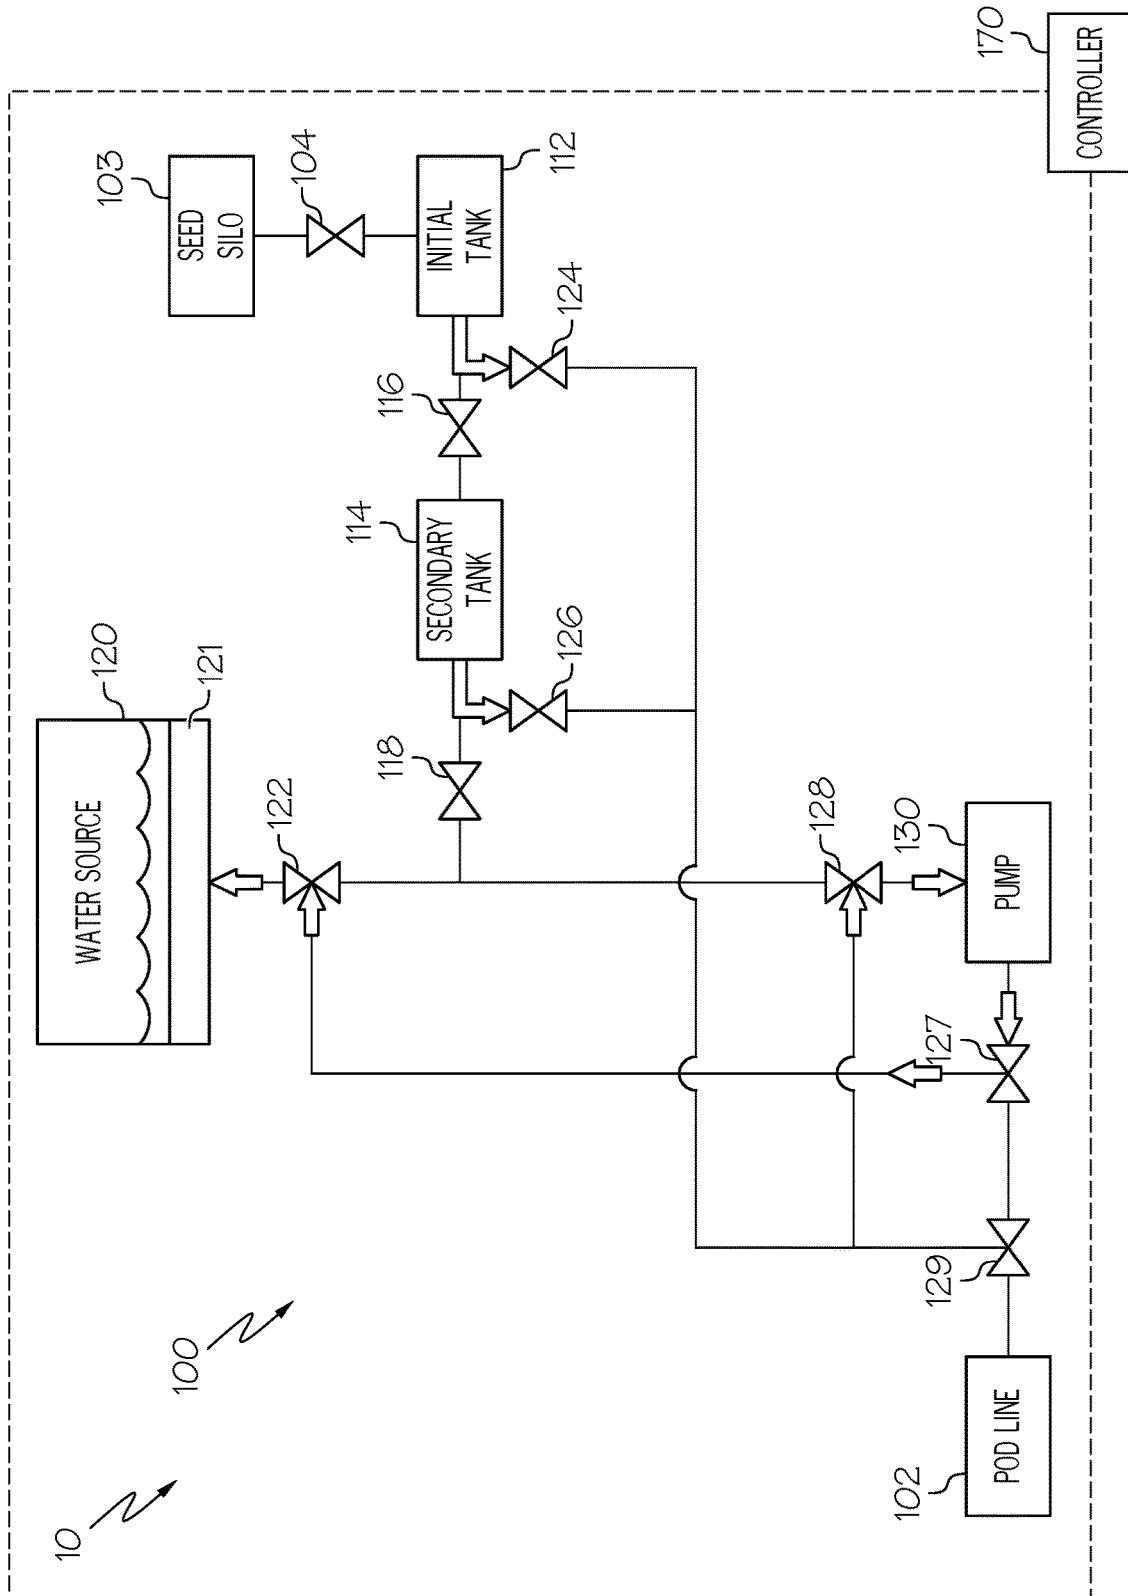 10
100
WATER SOURCE
120
121
122
118
SECONDARY
TANK
114
126
116
INITIAL
TANK
112
124
SEED
SILO
103
104
128
PUMP
130
127
129
POD LINE
102
CONTROLLER
170